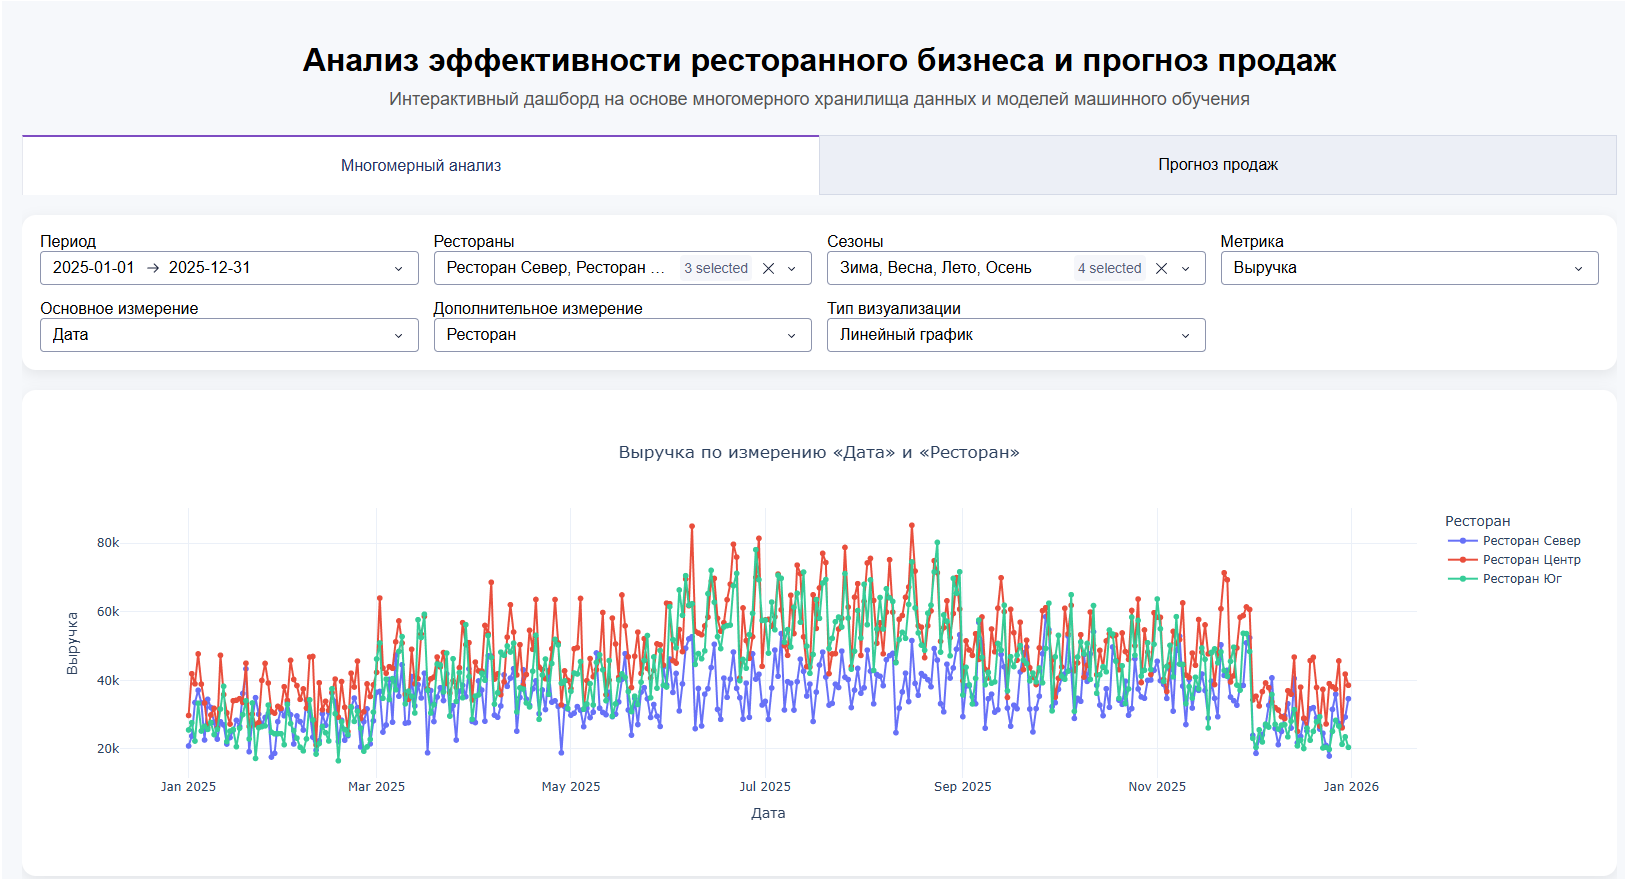 Анализ эффективности ресторанного бизнеса и прогноз продаж
Интерактивный дашборд на основе многомерного хранилища данных и моделей машинного обучения
Многомерный анализ
Прогноз продаж
Период
Рестораны
Сезоны
Метрика
2025-01-01 → 2025-12-31
Ресторан Север, Ресторан ... 3 selected
Зима, Весна, Лето, Осень 4 selected
Выручка
Основное измерение
Дополнительное измерение
Тип визуализации
Дата
Ресторан
Линейный график
Выручка по измерению «Дата» и «Ресторан»
Ресторан
Ресторан Север
Ресторан Центр
Ресторан Юг
80k
60k
40k
20k
Выручка
Jan 2025
Mar 2025
May 2025
Jul 2025
Sep 2025
Nov 2025
Jan 2026
Дата